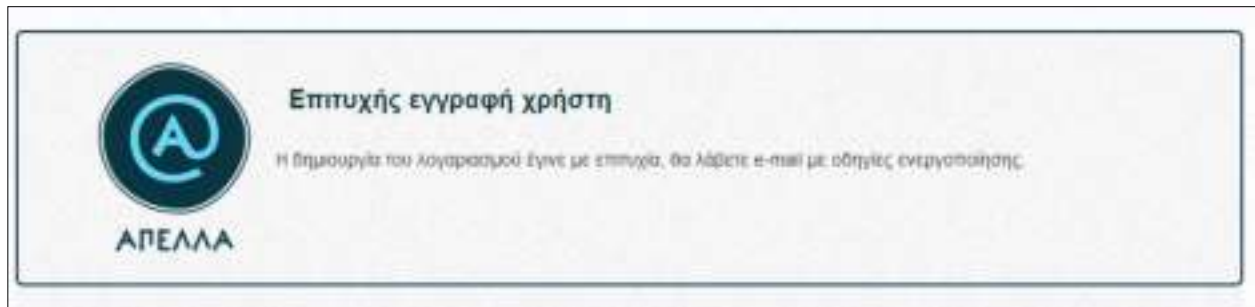 Επιτυχής εγγραφή χρήστη
Η δημιουργία του λογαριασμού έγινε με επιτυχία, θα λάβετε e-mail με οδηγίες ενεργοποίησης.
ΑΠΕΛΛΑ